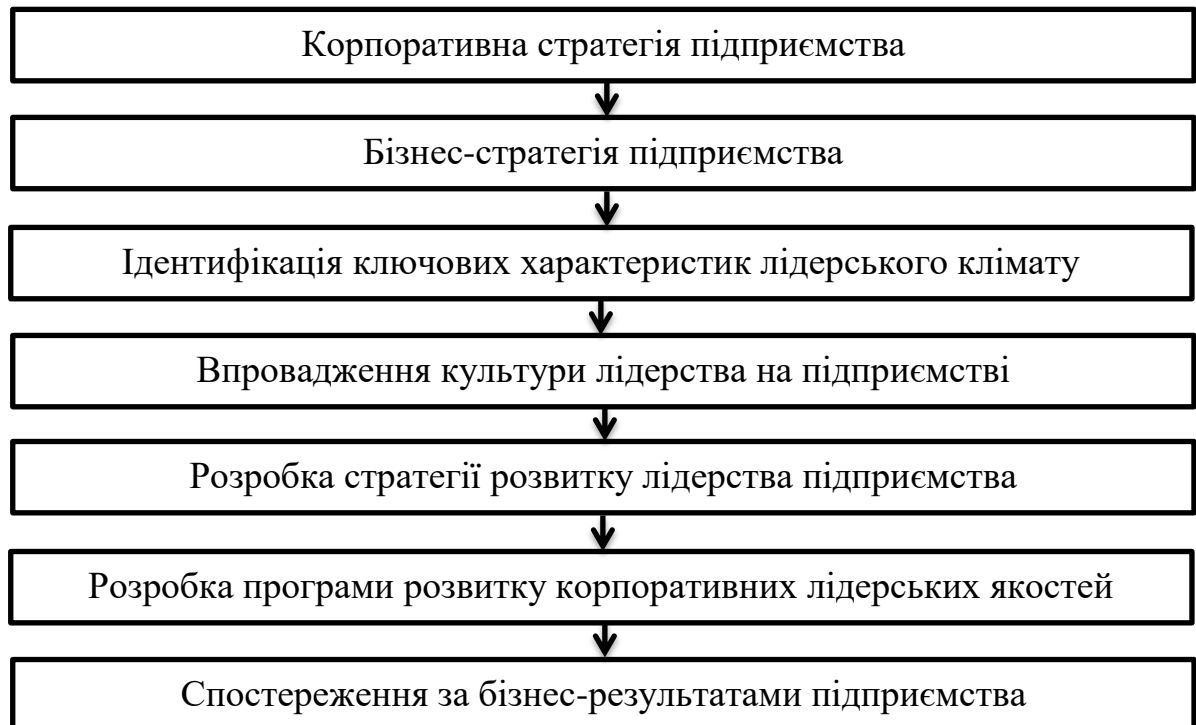 Корпоративна стратегія підприємства
Бізнес-стратегія підприємства
Ідентифікація ключових характеристик лідерського клімату
Впровадження культури лідерства на підприємстві
Розробка стратегії розвитку лідерства підприємства
Розробка програми розвитку корпоративних лідерських якостей
Спостереження за бізнес-результатами підприємства